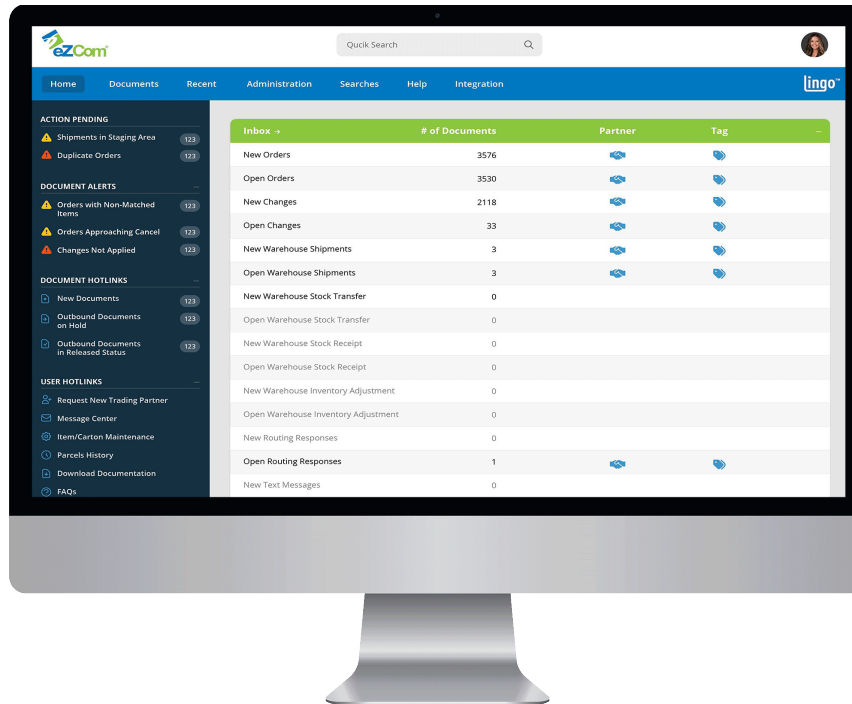 eZCom
Qucik Search
Home Documents Recent Administration Searches Help Integration
lingo™
ACTION PENDING
Shipments in Staging Area 123
Duplicate Orders 123
DOCUMENT ALERTS
Orders with Non-Matched
Items 123
Orders Approaching Cancel 123
Changes Not Applied 123
DOCUMENT HOTLINKS
New Documents 123
Outbound Documents
on Hold 123
Outbound Documents
in Released Status 123
USER HOTLINKS
Request New Trading Partner
Message Center
Item/Carton Maintenance
Parcels History
Download Documentation
FAQs
Inbox → # of Documents Partner Tag
New Orders 3576
Open Orders 3530
New Changes 2118
Open Changes 33
New Warehouse Shipments 3
Open Warehouse Shipments 3
New Warehouse Stock Transfer 0
Open Warehouse Stock Transfer 0
New Warehouse Stock Receipt 0
Open Warehouse Stock Receipt 0
New Warehouse Inventory Adjustment 0
Open Warehouse Inventory Adjustment 0
New Routing Responses 0
Open Routing Responses 1
New Text Messages 0